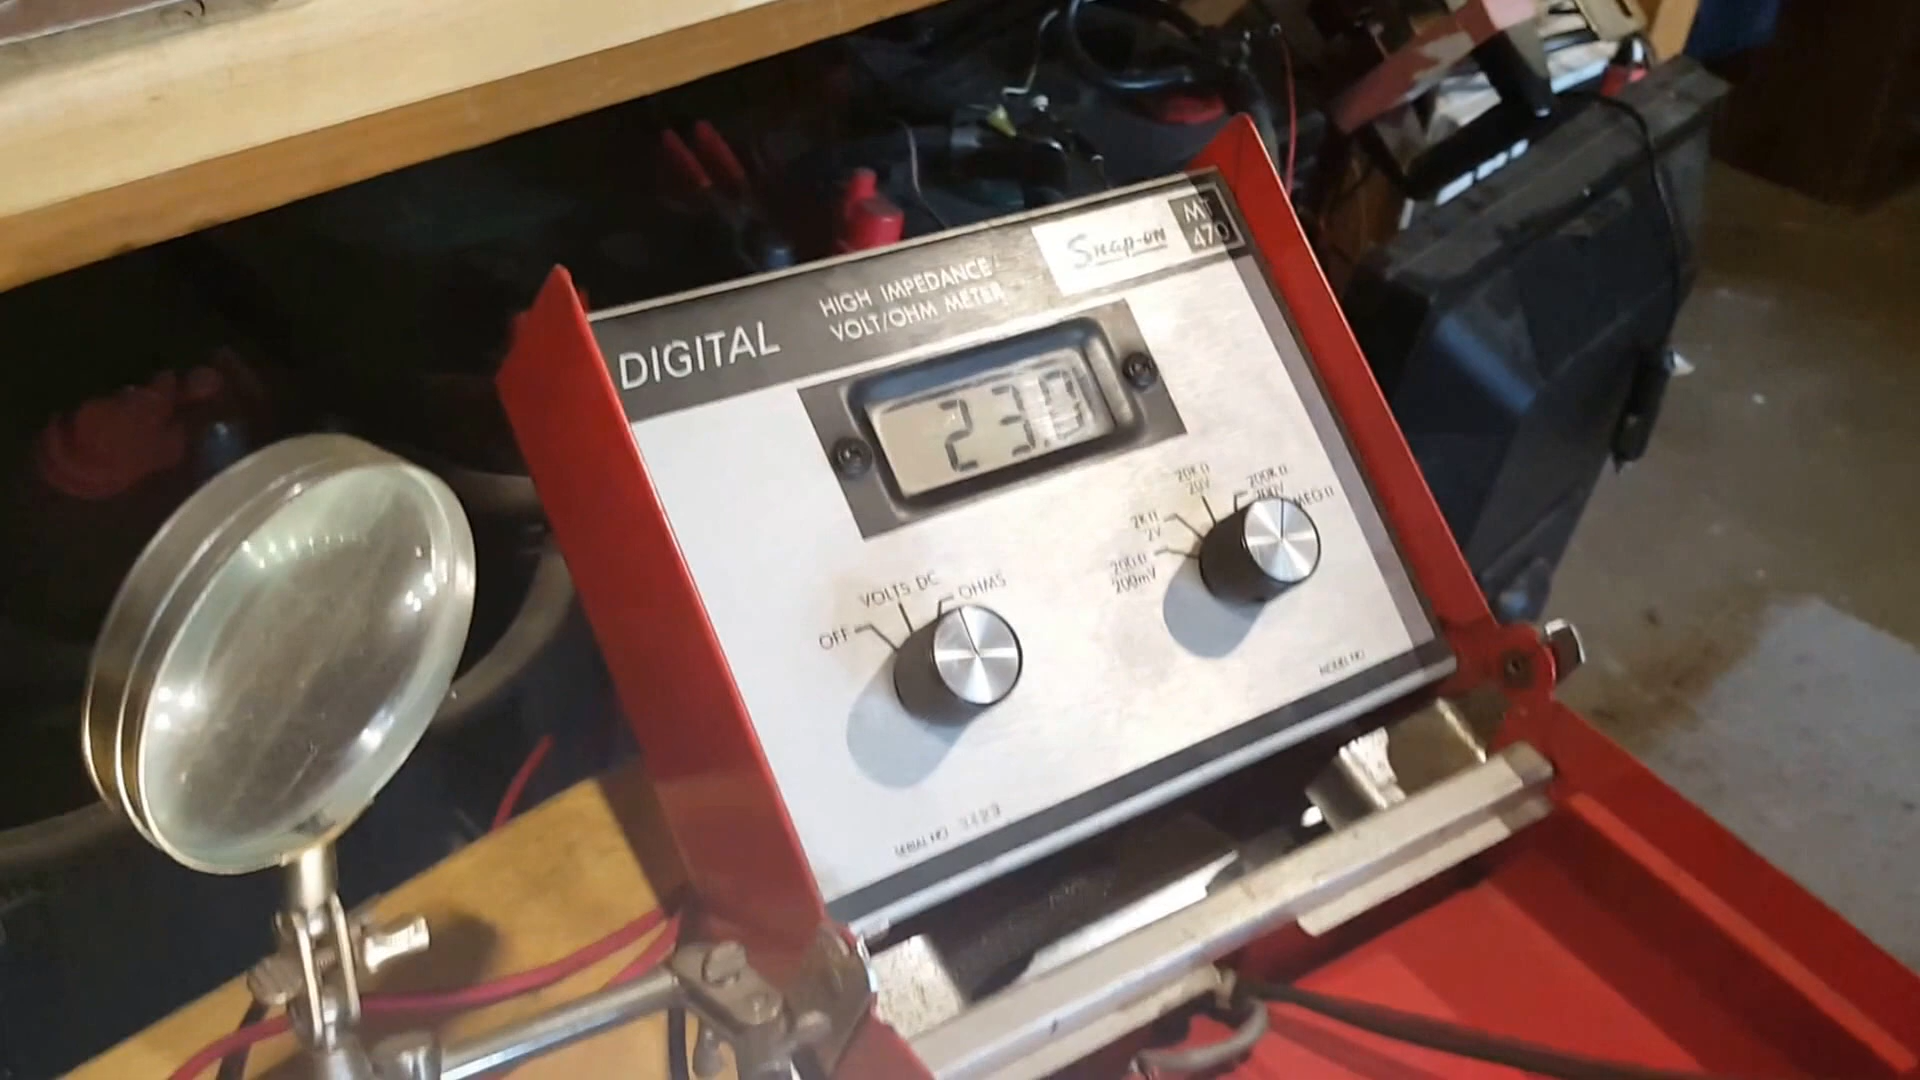 DIGITAL
HIGH IMPEDANCE
VOLT/OHM METER
Snap-on
MT
479
23.0
OFF
VOLTS DC
OHMS
200Ω
200mV
2KΩ
2V
20KΩ
20V
200KΩ
MEGΩ
SERIAL NO
MODEL NO